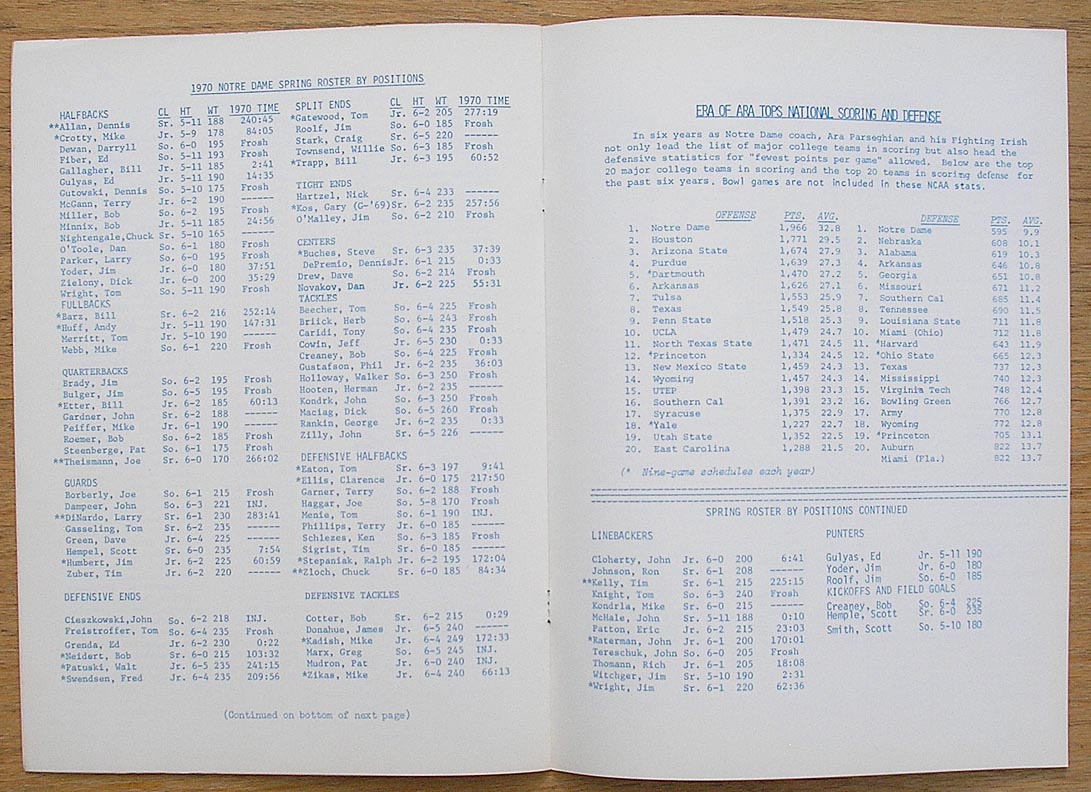 1970 NOTRE DAME SPRING ROSTER BY POSITIONS
HALFBACKS CL HT WT 1970 TIME
**Allan, Dennis Sr. 5-11 188 240:45
*Crotty, Mike Jr. 5-9 178 84:05
Dewan, Darryll So. 6-0 195 Frosh
Fiber, Ed So. 5-11 193 Frosh
Gallagher, Bill Jr. 5-11 185 2:41
Gulyas, Ed Jr. 5-11 190 14:35
Gutowski, Dennis So. 5-10 175 Frosh
McGann, Terry Jr. 6-2 190 ------
Miller, Bob So. 6-2 195 Frosh
Minnix, Bob Jr. 5-11 185 24:56
Nightengale,Chuck Sr. 5-10 165 ------
O'Toole, Dan So. 6-1 180 Frosh
Parker, Larry So. 6-0 195 Frosh
Yoder, Jim Jr. 6-0 180 37:51
Zielony, Dick Jr. 6-0 200 35:29
Wright, Tom So. 5-11 190 Frosh
FULLBACKS
*Barz, Bill Sr. 6-2 216 252:14
*Huff, Andy Jr. 5-11 190 147:31
Merritt, Tom Jr. 5-10 190 ------
Webb, Mike So. 6-1 220 Frosh
QUARTERBACKS
Brady, Jim So. 6-2 195 Frosh
Bulger, Jim So. 6-5 195 Frosh
*Etter, Bill Jr. 6-2 185 60:13
Gardner, John So. 6-2 188 ------
Peiffer, Mike Jr. 6-1 190 ------
Roemer, Bob So. 6-2 185 Frosh
Steenberge, Pat So. 6-1 175 Frosh
**Theismann, Joe Sr. 6-0 170 266:02
GUARDS
Borberly, Joe So. 6-1 215 Frosh
Dampeer, John So. 6-3 221 INJ.
**DiNardo, Larry Sr. 6-1 230 283:41
Gasseling, Tom So. 6-2 235 ------
Green, Dave Jr. 6-4 225 ------
Hempel, Scott Sr. 6-0 235 7:54
*Humbert, Jim Jr. 6-2 225 60:59
Zuber, Tim Jr. 6-2 220 ------
DEFENSIVE ENDS
Cieszkowski,John So. 6-2 218 INJ.
Freistroffer, Tom So. 6-4 235 Frosh
Grenda, Ed Jr. 6-2 230 0:22
*Neidert, Bob Sr. 6-0 215 103:32
*Patuski, Walt Jr. 6-5 235 241:15
*Swendsen, Fred Jr. 6-4 235 209:56
SPLIT ENDS CL HT WT 1970 TIME
*Gatewood, Tom Jr. 6-2 205 277:19
Roolf, Jim So. 6-0 185 Frosh
Stark, Craig So. 6-5 220 ------
Townsend, Willie So. 6-3 185 Frosh
*Trapp, Bill Jr. 6-3 195 60:52
TIGHT ENDS
Hartzel, Nick Sr. 6-4 233 ------
*Kos, Gary (G-'69)Sr. 6-2 235 257:56
O'Malley, Jim So. 6-2 210 Frosh
CENTERS
*Buches, Steve Sr. 6-3 235 37:39
DePremio, DennisJr. 6-1 215 0:33
Drew, Dave So. 6-2 214 Frosh
Novakov, Dan Jr. 6-2 225 55:31
TACKLES
Beecher, Tom So. 6-4 225 Frosh
Briick, Herb So. 6-4 243 Frosh
Caridi, Tony So. 6-4 235 Frosh
Cowin, Jeff Jr. 6-5 230 0:33
Creaney, Bob So. 6-4 225 Frosh
Gustafson, Phil Jr. 6-2 235 36:03
Holloway, Walker So. 6-3 250 Frosh
Hooten, Herman Jr. 6-2 235 ------
Kondrk, John So. 6-3 250 Frosh
Maciag, Dick So. 6-5 260 Frosh
Rankin, George Jr. 6-2 235 0:33
Zilly, John Sr. 6-5 226 ------
DEFENSIVE HALFBACKS
*Eaton, Tom Sr. 6-3 197 9:41
*Ellis, Clarence Jr. 6-0 175 217:50
Garner, Terry So. 6-2 188 Frosh
Haggar, Joe So. 5-8 170 Frosh
Menie, Tom So. 6-1 190 INJ.
Phillips, Terry Jr. 6-0 185 ------
Schlezes, Ken So. 6-3 185 Frosh
Sigrist, Tim Sr. 6-0 185 ------
*Stepaniak, Ralph Jr. 6-2 195 172:04
**Zloch, Chuck Sr. 6-0 185 84:34
DEFENSIVE TACKLES
Cotter, Bob So. 6-2 215 0:29
Donahue, James Jr. 6-5 240 ------
*Kadish, Mike Jr. 6-4 249 172:33
Marx, Greg So. 6-5 245 INJ.
Mudron, Pat Jr. 6-0 240 INJ.
*Zikas, Mike Jr. 6-4 240 66:13
(Continued on bottom of next page)
ERA OF ARA TOPS NATIONAL SCORING AND DEFENSE
In six years as Notre Dame coach, Ara Parseghian and his Fighting Irish
not only lead the list of major college teams in scoring but also head the
defensive statistics for "fewest points per game" allowed. Below are the top
20 major college teams in scoring and the top 20 teams in scoring defense for
the past six years. Bowl games are not included in these NCAA stats.
OFFENSE PTS. AVG. DEFENSE PTS. AVG.
1. Notre Dame 1,966 32.8 1. Notre Dame 595 9.9
2. Houston 1,771 29.5 2. Nebraska 608 10.1
3. Arizona State 1,674 27.9 3. Alabama 619 10.3
4. Purdue 1,639 27.3 4. Arkansas 646 10.8
5. *Dartmouth 1,470 27.2 5. Georgia 651 10.8
6. Arkansas 1,626 27.1 6. Missouri 671 11.2
7. Tulsa 1,553 25.9 7. Southern Cal 685 11.4
8. Texas 1,549 25.8 8. Tennessee 690 11.5
9. Penn State 1,518 25.3 9. Louisiana State 711 11.8
10. UCLA 1,479 24.7 10. Miami (Ohio) 712 11.8
11. North Texas State 1,471 24.5 11. *Harvard 643 11.9
12. *Princeton 1,334 24.5 12. *Ohio State 665 12.3
13. New Mexico State 1,459 24.3 13. Texas 737 12.3
14. Wyoming 1,457 24.3 14. Mississippi 740 12.3
15. UTEP 1,398 23.3 15. Virginia Tech 748 12.4
16. Southern Cal 1,391 23.2 16. Bowling Green 766 12.7
17. Syracuse 1,375 22.9 17. Army 770 12.8
18. *Yale 1,227 22.7 18. Wyoming 772 12.8
19. Utah State 1,352 22.5 19. *Princeton 705 13.1
20. East Carolina 1,288 21.5 20. Auburn 822 13.7
Miami (Fla.) 822 13.7
(* Nine-game schedules each year)
SPRING ROSTER BY POSITIONS CONTINUED
LINEBACKERS
Cloherty, John Jr. 6-0 200 6:41
Johnson, Ron Sr. 6-1 208 ------
**Kelly, Tim Sr. 6-1 215 225:15
Knight, Tom So. 6-3 240 Frosh
Kondrla, Mike Sr. 6-0 215 ------
McHale, John Sr. 5-11 188 0:10
Patton, Eric Jr. 6-2 215 23:03
*Raterman, John Jr. 6-1 200 170:01
Tereschuk, John So. 6-0 205 Frosh
Thomann, Rich Jr. 6-1 205 18:08
Witchger, Jim Sr. 5-10 190 2:31
*Wright, Jim Sr. 6-1 220 62:36
PUNTERS
Gulyas, Ed Jr. 5-11 190
Yoder, Jim Jr. 6-0 180
Roolf, Jim So. 6-0 185
KICKOFFS AND FIELD GOALS
Creaney, Bob So. 6-4 225
Hemple, Scott Sr. 6-0 235
Smith, Scott So. 5-10 180